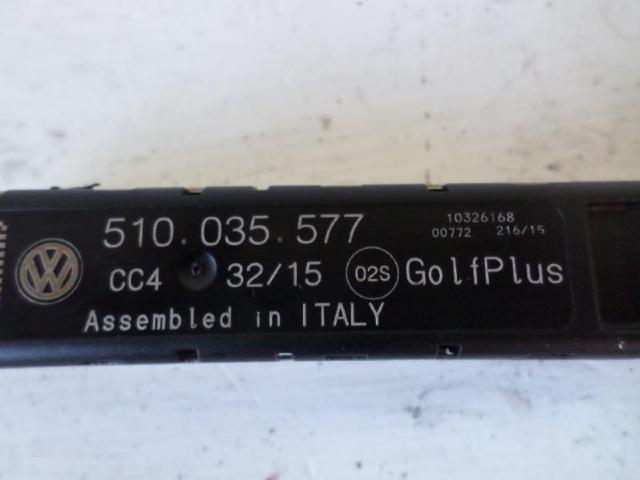 510.035.577
10326168
00772 216/15
CC4 32/15 02S GolfPlus
Assembled in ITALY